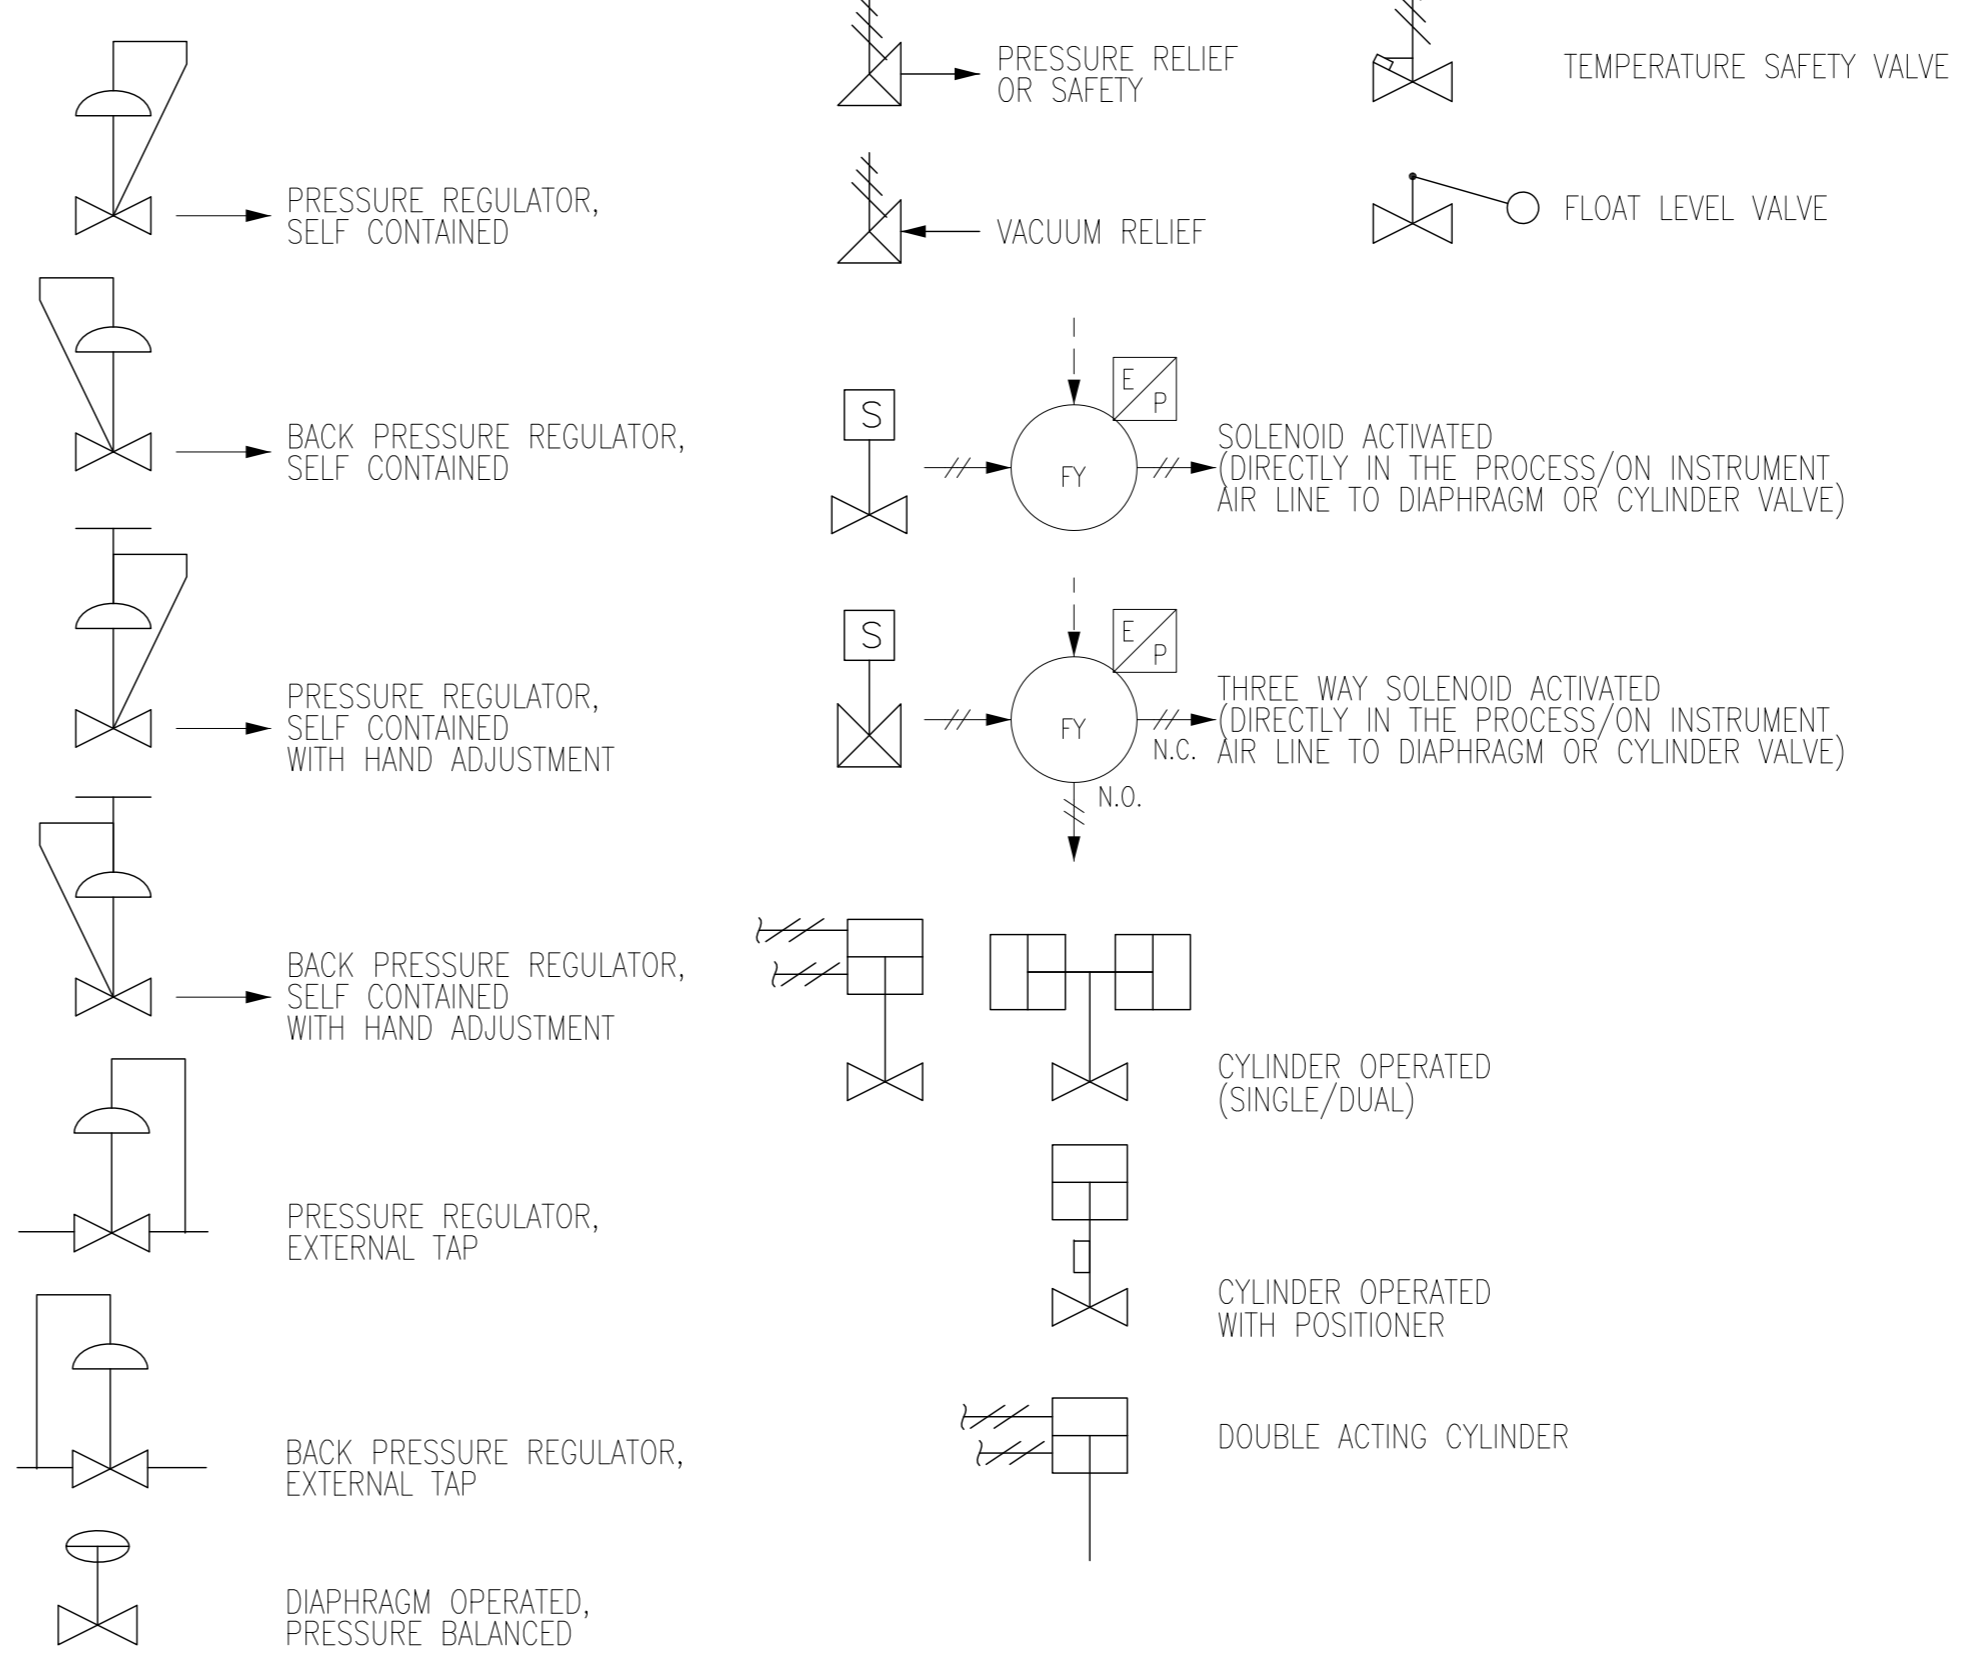 PRESSURE REGULATOR,
SELF CONTAINED
BACK PRESSURE REGULATOR,
SELF CONTAINED
PRESSURE REGULATOR,
SELF CONTAINED
WITH HAND ADJUSTMENT
BACK PRESSURE REGULATOR,
SELF CONTAINED
WITH HAND ADJUSTMENT
PRESSURE REGULATOR,
EXTERNAL TAP
BACK PRESSURE REGULATOR,
EXTERNAL TAP
DIAPHRAGM OPERATED,
PRESSURE BALANCED
PRESSURE RELIEF
OR SAFETY
VACUUM RELIEF
S
FY
E/P
SOLENOID ACTIVATED
(DIRECTLY IN THE PROCESS/ON INSTRUMENT
AIR LINE TO DIAPHRAGM OR CYLINDER VALVE)
S
FY
E/P
N.C.
N.O.
THREE WAY SOLENOID ACTIVATED
(DIRECTLY IN THE PROCESS/ON INSTRUMENT
AIR LINE TO DIAPHRAGM OR CYLINDER VALVE)
CYLINDER OPERATED
(SINGLE/DUAL)
CYLINDER OPERATED
WITH POSITIONER
DOUBLE ACTING CYLINDER
TEMPERATURE SAFETY VALVE
FLOAT LEVEL VALVE